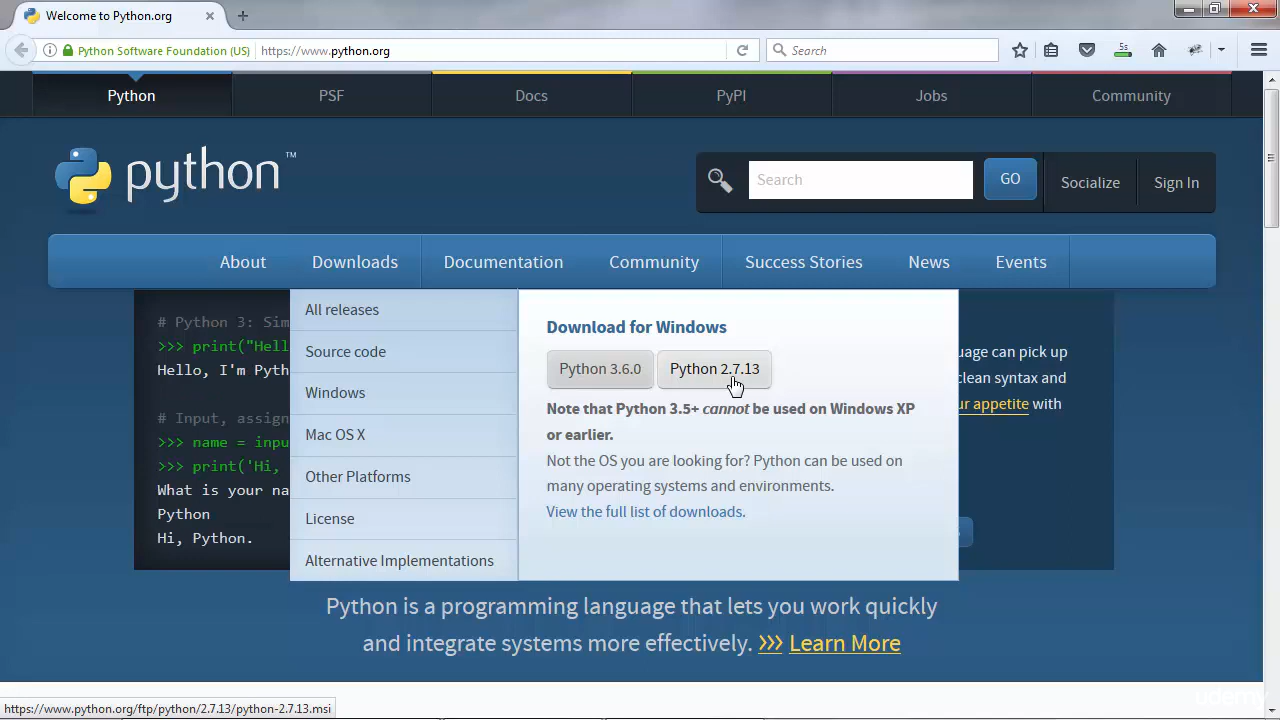 Welcome to Python.org
Python Software Foundation (US)
https://www.python.org
Search
5s
Python
PSF
Docs
PyPI
Jobs
Community
python™
Search
GO
Socialize
Sign In
About
Downloads
Documentation
Community
Success Stories
News
Events
# Python 3: Sim
>>> print("Hell
Hello, I'm Pyth
# Input, assign
>>> name = inpu
>>> print('Hi,
What is your na
Python
Hi, Python.
All releases
Source code
Windows
Mac OS X
Other Platforms
License
Alternative Implementations
Download for Windows
Python 3.6.0
Python 2.7.13
Note that Python 3.5+ cannot be used on Windows XP
or earlier.
Not the OS you are looking for? Python can be used on
many operating systems and environments.
View the full list of downloads.
uage can pick up
clean syntax and
ur appetite with
Python is a programming language that lets you work quickly
and integrate systems more effectively. >>> Learn More
https://www.python.org/ftp/python/2.7.13/python-2.7.13.msi
udemy